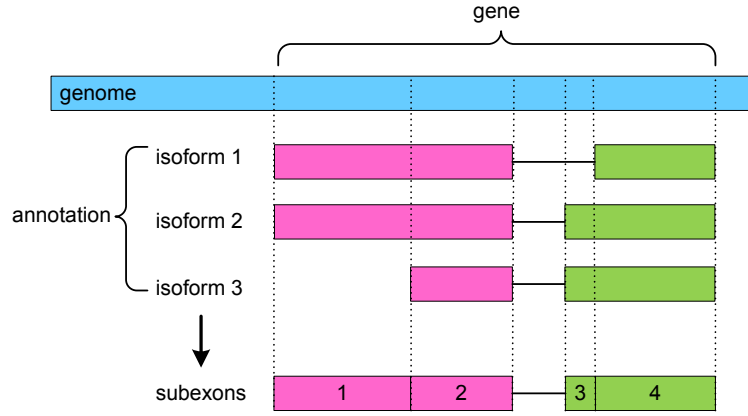 gene
genome
isoform 1
annotation
isoform 2
isoform 3
subexons
1 2 3 4